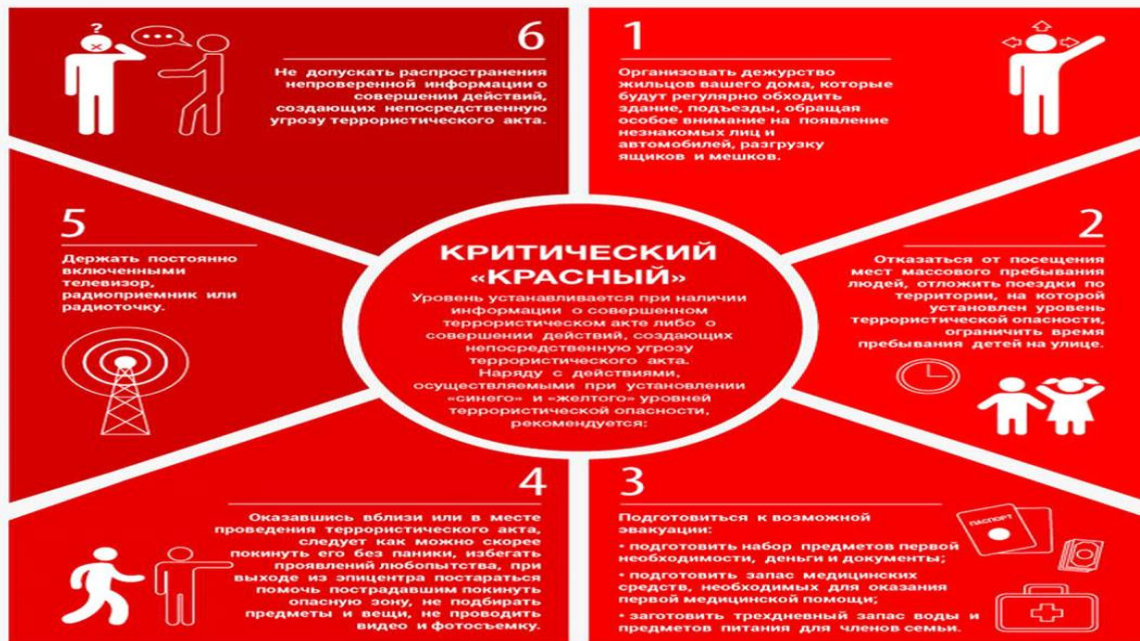 КРИТИЧЕСКИЙ
«КРАСНЫЙ»
Уровень устанавливается при наличии
информации о совершенном
террористическом акте либо о
совершении действий, создающих
непосредственную угрозу
террористического акта.
Наряду с действиями,
осуществляемыми при установлении
«синего» и «желтого» уровней
террористической опасности,
рекомендуется:
1
Организовать дежурство
жильцов вашего дома, которые
будут регулярно обходить
здание, подъезды, обращая
особое внимание на появление
незнакомых лиц и
автомобилей, разгрузку
ящиков и мешков.
2
Отказаться от посещения
мест массового пребывания
людей, отложить поездки по
территории, на которой
установлен уровень
террористической опасности,
ограничить время
пребывания детей на улице.
3
Подготовиться к возможной
эвакуации:
• подготовить набор предметов первой
необходимости, деньги и документы;
• подготовить запас медицинских
средств, необходимых для оказания
первой медицинской помощи;
• заготовить трехдневный запас воды и
предметов питания для членов семьи.
ПАСПОРТ
4
Оказавшись вблизи или в месте
проведения террористического акта,
следует как можно скорее
покинуть его без паники, избегать
проявлений любопытства, при
выходе из эпицентра постараться
помочь пострадавшим покинуть
опасную зону, не подбирать
предметы и вещи, не проводить
видео и фотосъемку.
5
Держать постоянно
включенными
телевизор,
радиоприемник или
радиоточку.
6
Не допускать распространения
непроверенной информации о
совершении действий,
создающих непосредственную
угрозу террористического акта.
?